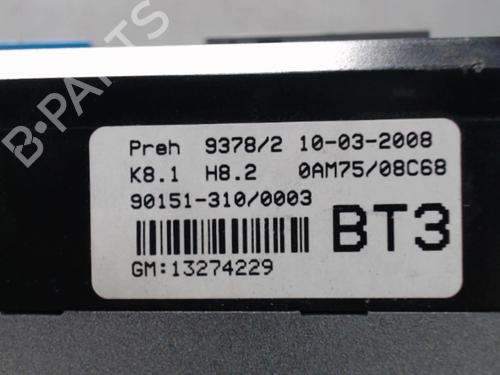 B-PARTS
Preh 9378/2 10-03-2008
K8.1 H8.2 0AM75/08C68
90151-310/0003
BT3
GM:13274229